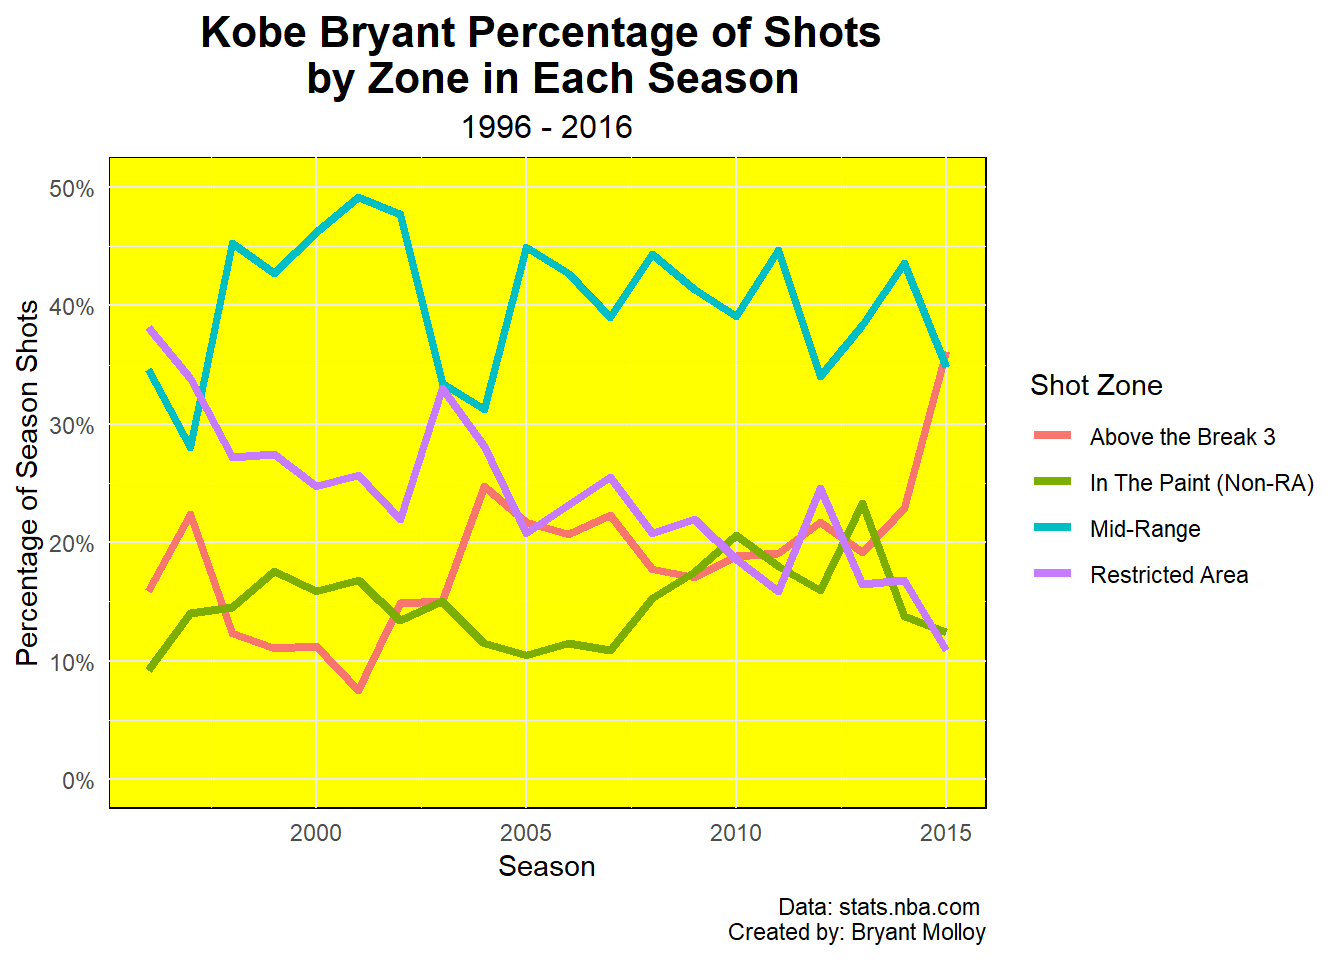 Kobe Bryant Percentage of Shots
by Zone in Each Season
1996 - 2016
Percentage of Season Shots
50%
40%
30%
20%
10%
0%
2000 2005 2010 2015
Season
Shot Zone
Above the Break 3
In The Paint (Non-RA)
Mid-Range
Restricted Area
Data: stats.nba.com
Created by: Bryant Molloy